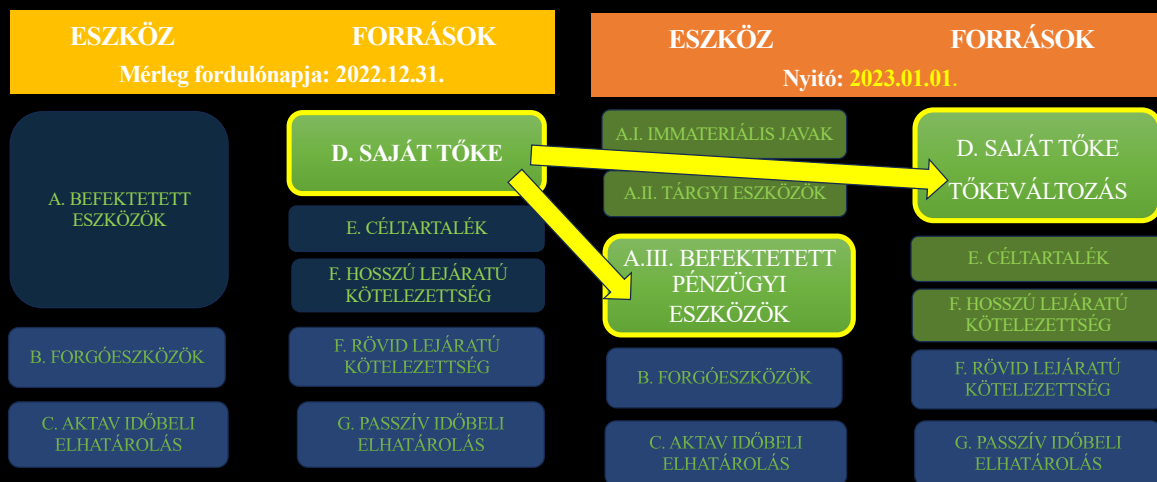 ESZKÖZ
FORRÁSOK
Mérleg fordulónapja: 2022.12.31.
A. BEFEKTETETT
ESZKÖZÖK
B. FORGÓESZKÖZÖK
C. AKTAV IDŐBELI
ELHATÁROLÁS
D. SAJÁT TŐKE
E. CÉLTARTALÉK
F. HOSSZÚ LEJÁRATÚ
KÖTELEZETTSÉG
F. RÖVID LEJÁRATÚ
KÖTELEZETTSÉG
G. PASSZÍV IDŐBELI
ELHATÁROLÁS
ESZKÖZ
FORRÁSOK
Nyitó: 2023.01.01.
A.I. IMMATERIÁLIS JAVAK
A.II. TÁRGYI ESZKÖZÖK
A.III. BEFEKTETETT
PÉNZÜGYI
ESZKÖZÖK
B. FORGÓESZKÖZÖK
C. AKTAV IDŐBELI
ELHATÁROLÁS
D. SAJÁT TŐKE
TŐKEVÁLTOZÁS
E. CÉLTARTALÉK
F. HOSSZÚ LEJÁRATÚ
KÖTELEZETTSÉG
F. RÖVID LEJÁRATÚ
KÖTELEZETTSÉG
G. PASSZÍV IDŐBELI
ELHATÁROLÁS